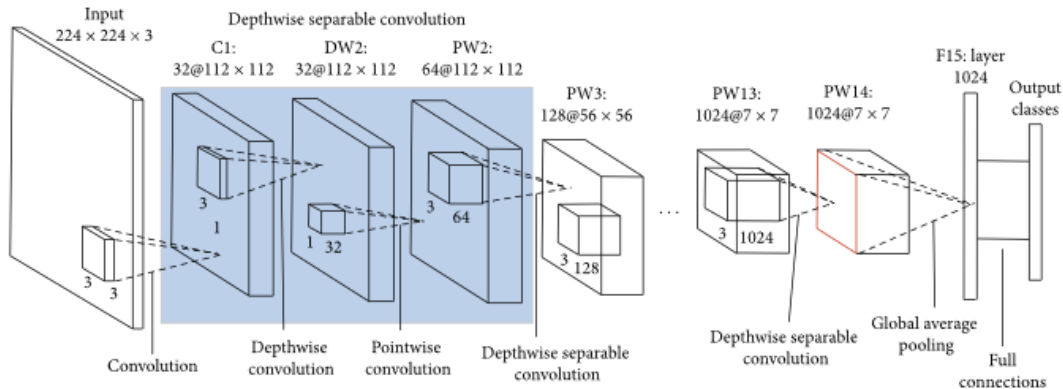 Input
224 × 224 × 3
Depthwise separable convolution
C1:
32@112 × 112
DW2:
32@112 × 112
PW2:
64@112 × 112
PW3:
128@56 × 56
PW13:
1024@7 × 7
PW14:
1024@7 × 7
F15: layer
1024
Output
classes
3
3
3
1
1
32
3
64
3
128
...
3
1024
Convolution
Depthwise
convolution
Pointwise
convolution
Depthwise separable
convolution
Depthwise separable
convolution
Global average
pooling
Full
connections